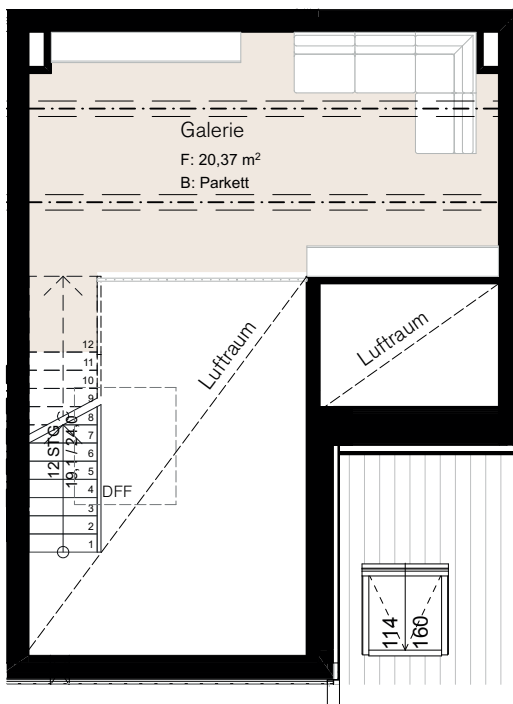 Galerie
F: 20,37 m²
B: Parkett
Luftraum
Luftraum
12
11
10
9
8
7
6
5
4
3
2
1
12 STG
19,1 / 24,0
DFF
114
160